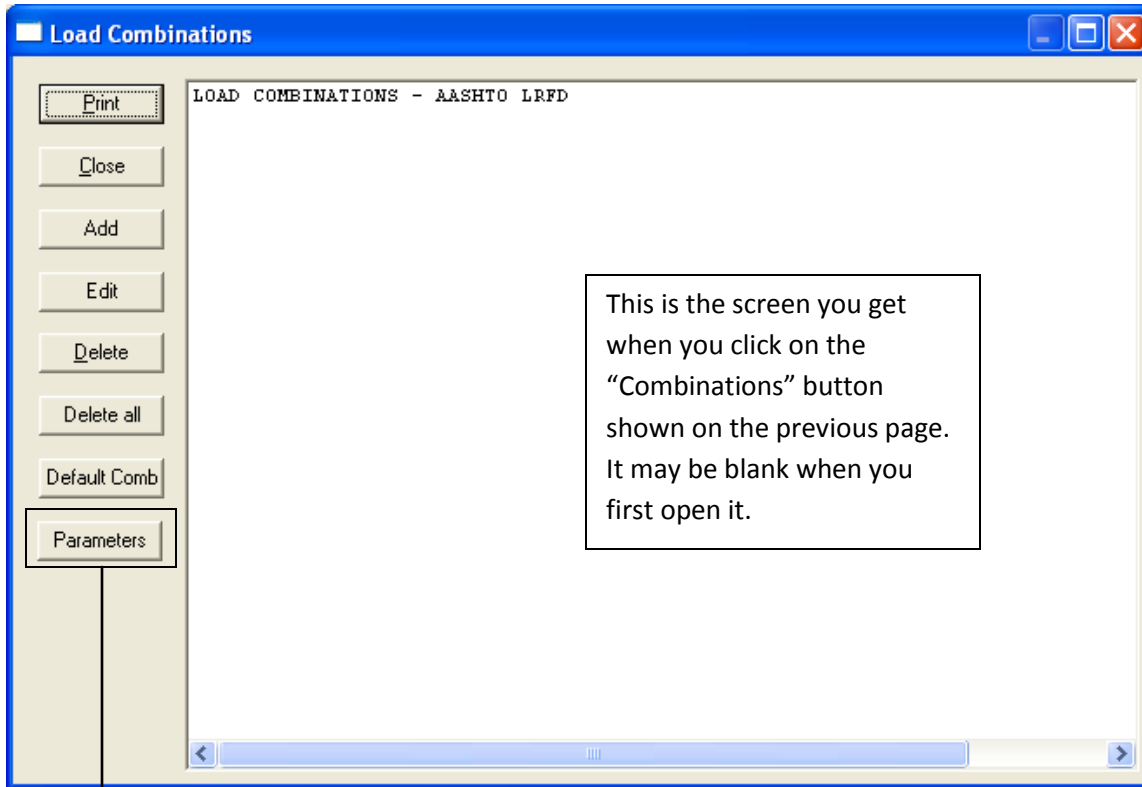 Load Combinations
Print
Close
Add
Edit
Delete
Delete all
Default Comb
Parameters
LOAD COMBINATIONS - AASHTO LRFD
This is the screen you get
when you click on the
“Combinations” button
shown on the previous page.
It may be blank when you
first open it.